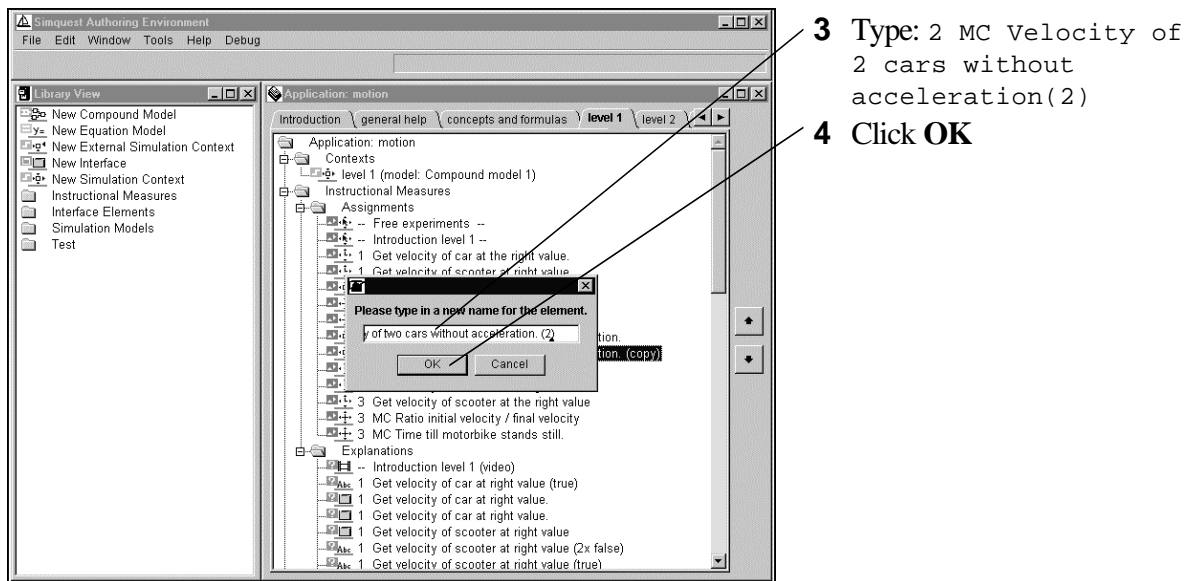 Simquest Authoring Environment
File Edit Window Tools Help Debug
Library View
New Compound Model
y= New Equation Model
New External Simulation Context
New Interface
New Simulation Context
Instructional Measures
Interface Elements
Simulation Models
Test
Application: motion
Introduction general help concepts and formulas level 1 level 2
Application: motion
Contexts
level 1 (model: Compound model 1)
Instructional Measures
Assignments
-- Free experiments --
-- Introduction level 1 --
1 Get velocity of car at the right value.
1 Get velocity of scooter at right value
tion.
tion. (copy)
Please type in a new name for the element.
y of two cars without acceleration. (2)
OK Cancel
3 Get velocity of scooter at the right value
3 MC Ratio initial velocity / final velocity
3 MC Time till motorbike stands still.
Explanations
-- Introduction level 1 (video)
Abc 1 Get velocity of car at right value (true)
1 Get velocity of car at right value.
1 Get velocity of car at right value.
1 Get velocity of scooter at right value
Abc 1 Get velocity of scooter at right value (2x false)
Abc 1 Get velocity of scooter at right value (true)
3 Type: 2 MC Velocity of
2 cars without
acceleration(2)
4 Click OK